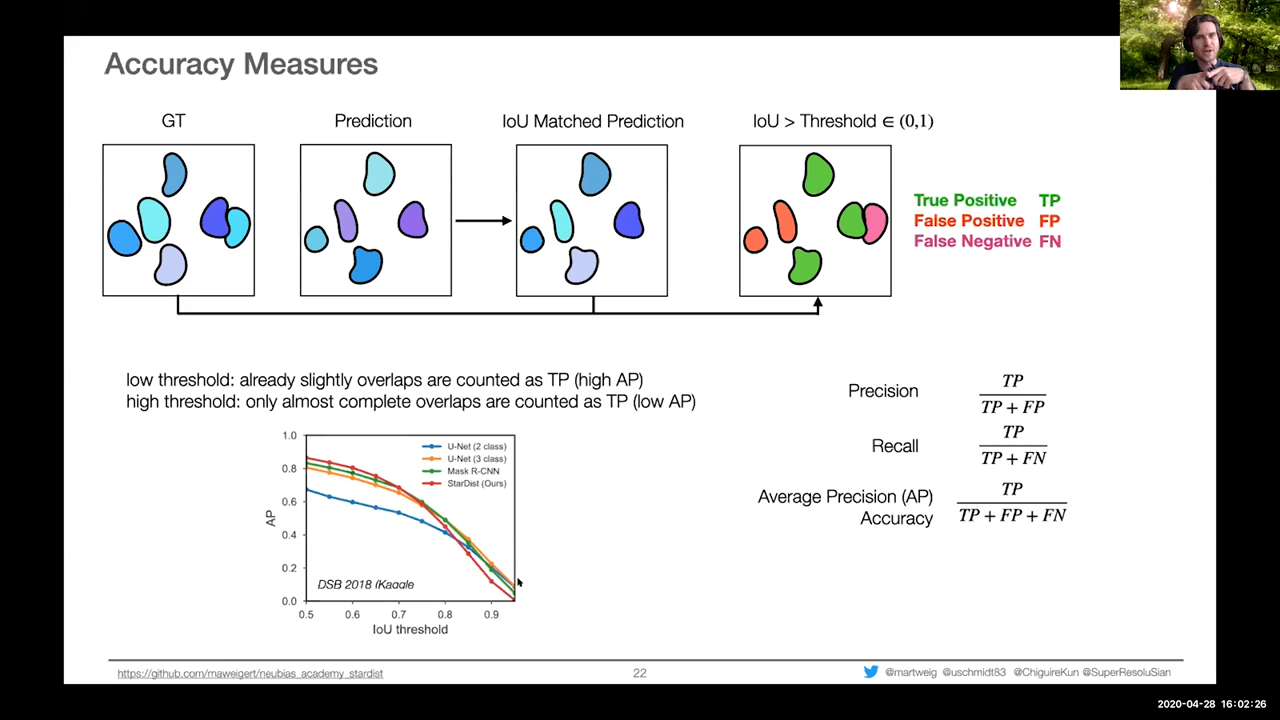 Accuracy Measures
GT
Prediction
IoU Matched Prediction
IoU > Threshold ∈ (0,1)
True Positive TP
False Positive FP
False Negative FN
low threshold: already slightly overlaps are counted as TP (high AP)
high threshold: only almost complete overlaps are counted as TP (low AP)
Precision TP / TP + FP
Recall TP / TP + FN
Average Precision (AP)
Accuracy
TP / TP + FP + FN
1.0
0.8
0.6
0.4
0.2
0.0
AP
U-Net (2 class)
U-Net (3 class)
Mask R-CNN
StarDist (Ours)
DSB 2018 (Kaggle
0.5 0.6 0.7 0.8 0.9
IoU threshold
https://github.com/maweigert/neubias_academy_stardist
22
@martweig @uschmidt83 @ChiguireKun @SuperResoluSian
2020-04-28 16:02:26